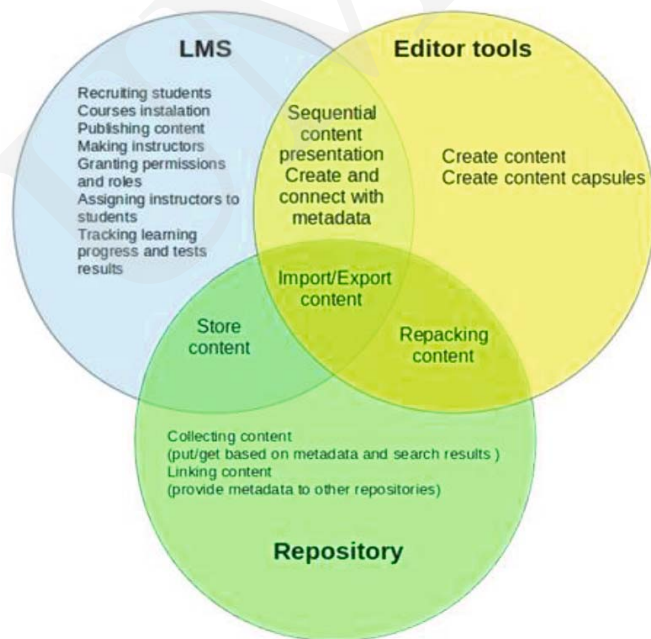 LMS
Editor tools
Recruiting students
Courses instalation
Publishing content
Making instructors
Granting permissions
and roles
Assigning instructors to
students
Tracking learning
progress and tests
results
Sequential
content
presentation
Create and
connect with
metadata
Create content
Create content capsules
Import/Export
content
Store
content
Repacking
content
Collecting content
(put/get based on metadata and search results )
Linking content
(provide metadata to other repositories)
Repository